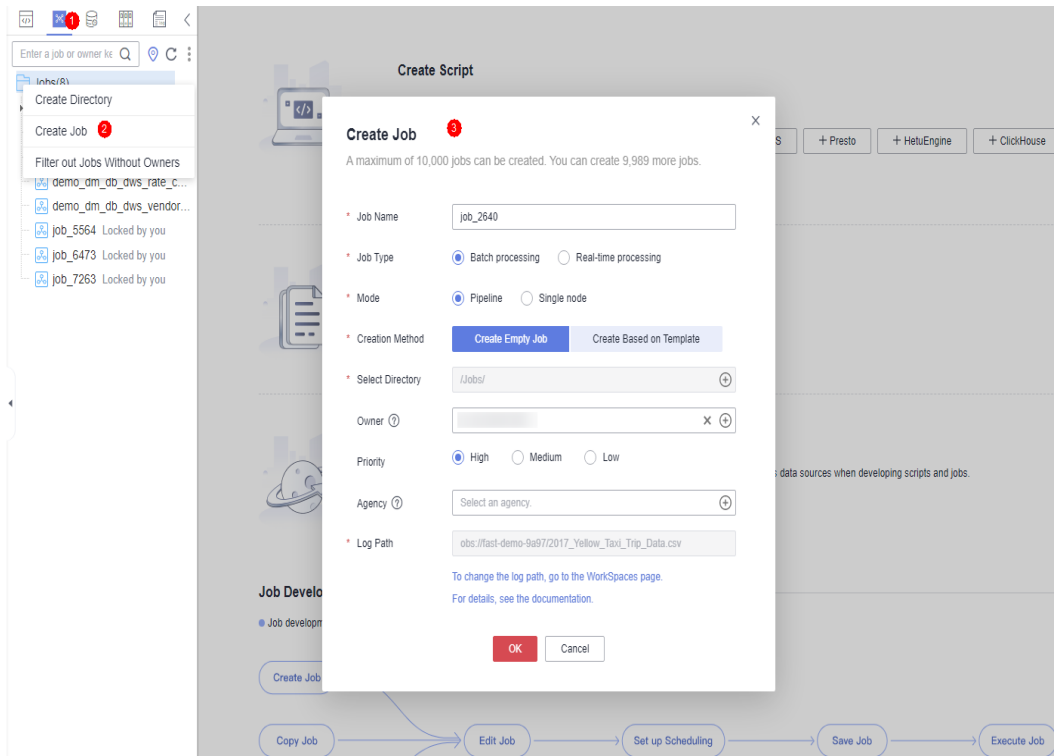 1
Enter a job or owner ke
Jobs(8)
Create Directory
Create Job 2
Filter out Jobs Without Owners
demo_dm_db_dws_rate_c...
demo_dm_db_dws_vendor...
job_5564 Locked by you
job_6473 Locked by you
job_7263 Locked by you
Create Script
S
+ Presto
+ HetuEngine
+ ClickHouse
Create Job 3
A maximum of 10,000 jobs can be created. You can create 9,989 more jobs.
* Job Name job_2640
* Job Type Batch processing Real-time processing
* Mode Pipeline Single node
* Creation Method Create Empty Job Create Based on Template
* Select Directory /Jobs/
Owner
Priority High Medium Low
Agency Select an agency.
* Log Path obs://fast-demo-9a97/2017_Yellow_Taxi_Trip_Data.csv
To change the log path, go to the WorkSpaces page.
For details, see the documentation.
OK Cancel
data sources when developing scripts and jobs.
Job Develo
Job developm
Create Job
Copy Job
Edit Job
Set up Scheduling
Save Job
Execute Job